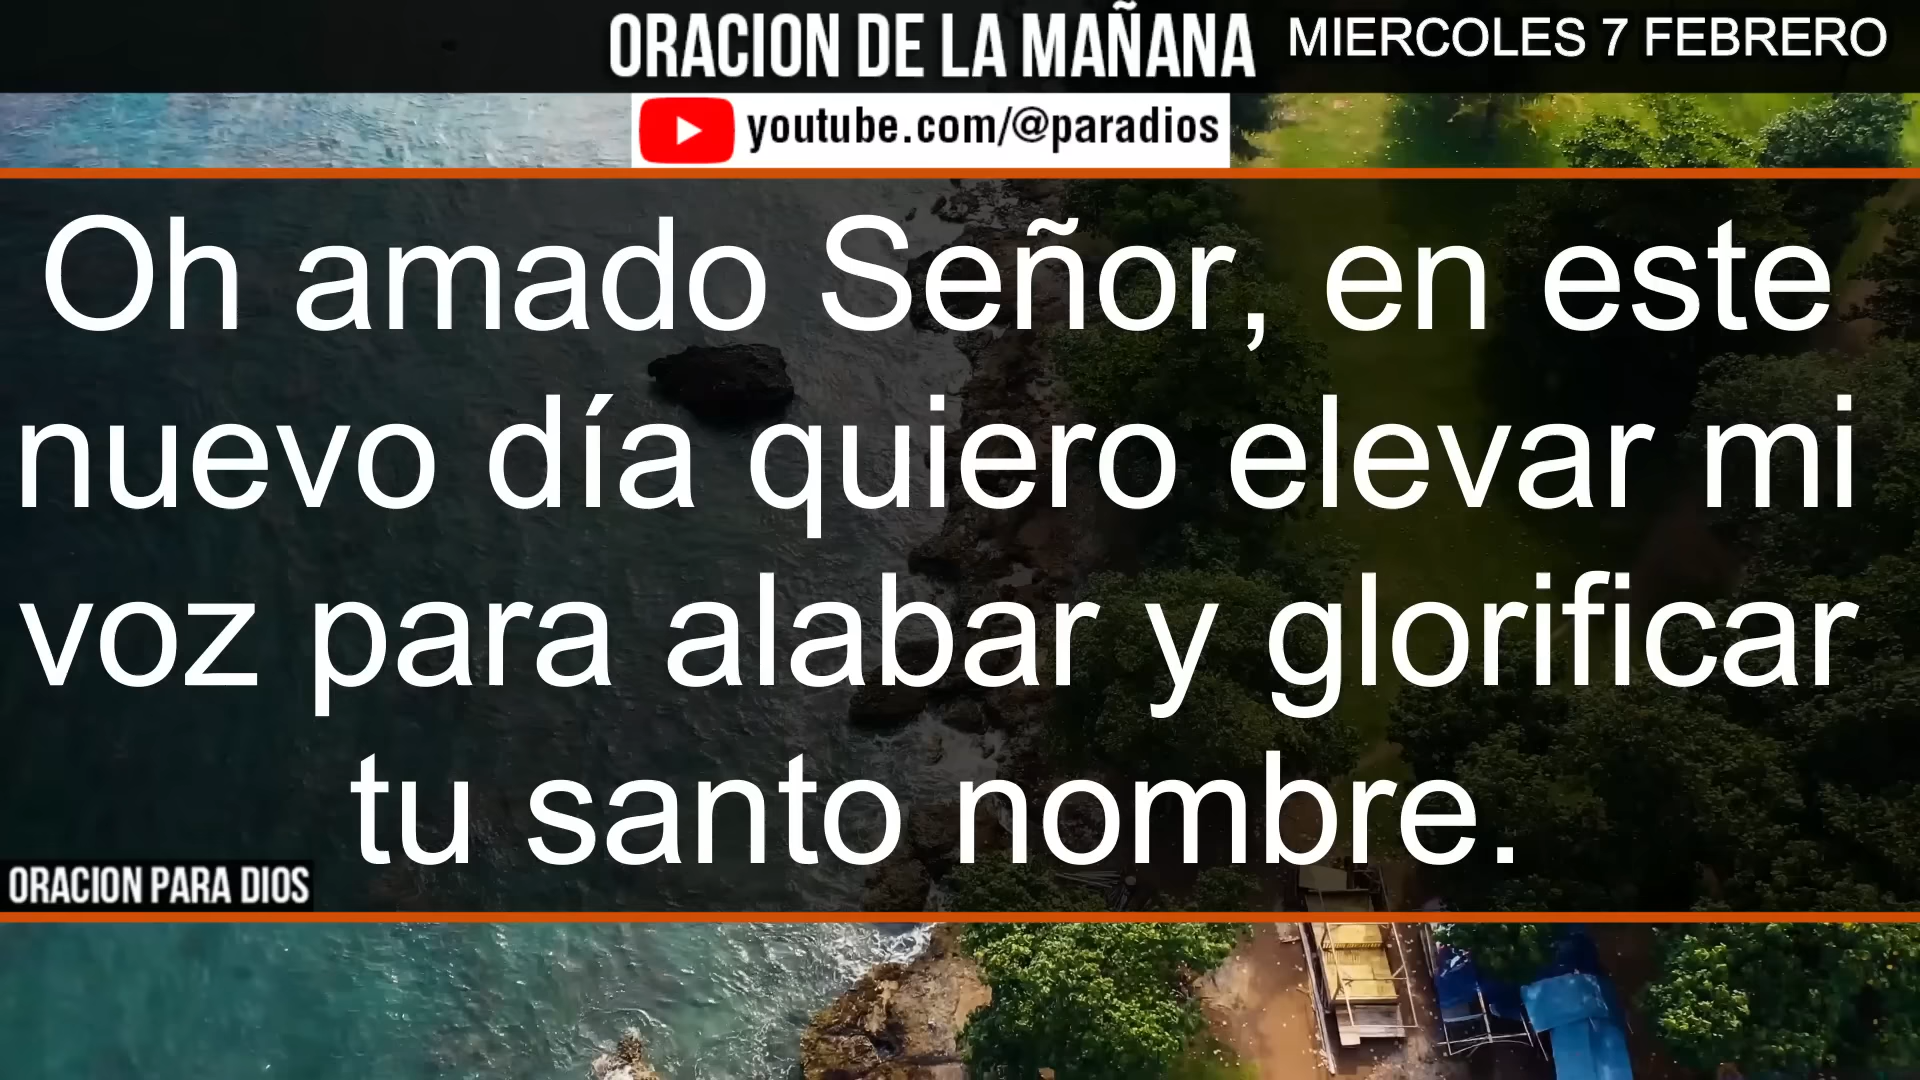 ORACION DE LA MAÑANA
MIERCOLES 7 FEBRERO
youtube.com/@paradios
Oh amado Señor, en este
nuevo día quiero elevar mi
voz para alabar y glorificar
tu santo nombre.
ORACION PARA DIOS